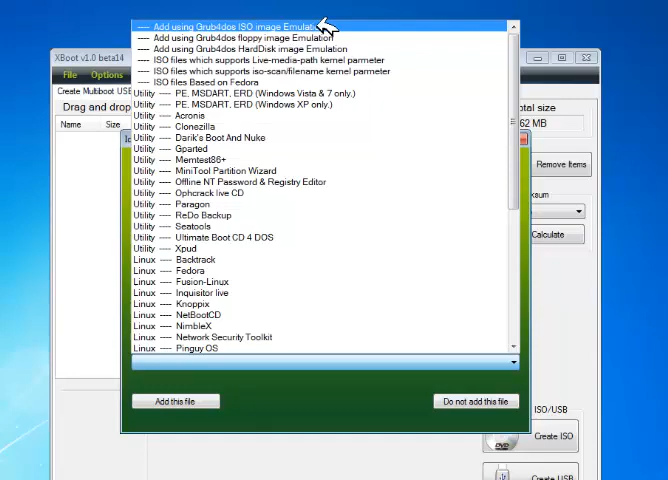 ---- Add using Grub4dos ISO image Emulati
---- Add using Grub4dos floppy image Emulation
---- Add using Grub4dos HardDisk image Emulation
---- ISO files which supports Live-media-path kernel parmeter
---- ISO files which supports iso-scan/filename kernel parmeter
---- ISO files Based on Fedora
Utility ---- PE, MSDART, ERD (Windows Vista & 7 only,)
Utility ---- PE, MSDART, ERD (Windows XP only,)
Utility ---- Acronis
Utility ---- Clonezilla
Utility ---- Darik's Boot And Nuke
Utility ---- Gparted
Utility ---- Memtest86+
Utility ---- MiniTool Partition Wizard
Utility ---- Offline NT Password & Registry Editor
Utility ---- Ophcrack live CD
Utility ---- Paragon
Utility ---- ReDo Backup
Utility ---- Seatools
Utility ---- Ultimate Boot CD 4 DOS
Utility ---- Xpud
Linux ---- Backtrack
Linux ---- Fedora
Linux ---- Fusion-Linux
Linux ---- Inquisitor live
Linux ---- Knoppix
Linux ---- NetBootCD
Linux ---- NimbleX
Linux ---- Network Security Toolkit
Linux ---- Pinguy OS
XBoot v1.0 beta14
File Options
Create Multiboot USB
Drag and drop
Name Size
otal size
62 MB
Remove Items
ksum
Calculate
Add this file
Do not add this file
ISO/USB
DVD
Create ISO
Create USB